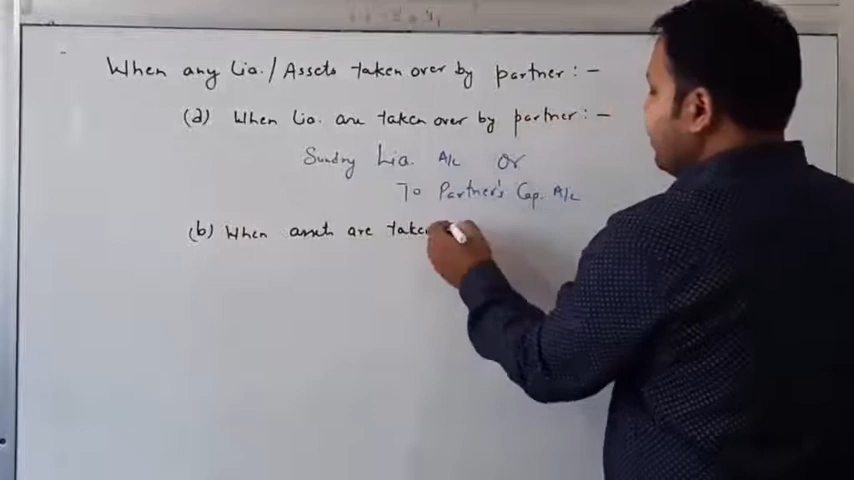 When any Lia./Assets taken over by partner :-
(a) When Lia. are taken over by partner :-
Sundry Lia. A/c Dr
To Partner's Cap. A/c
(b) When assets are taken